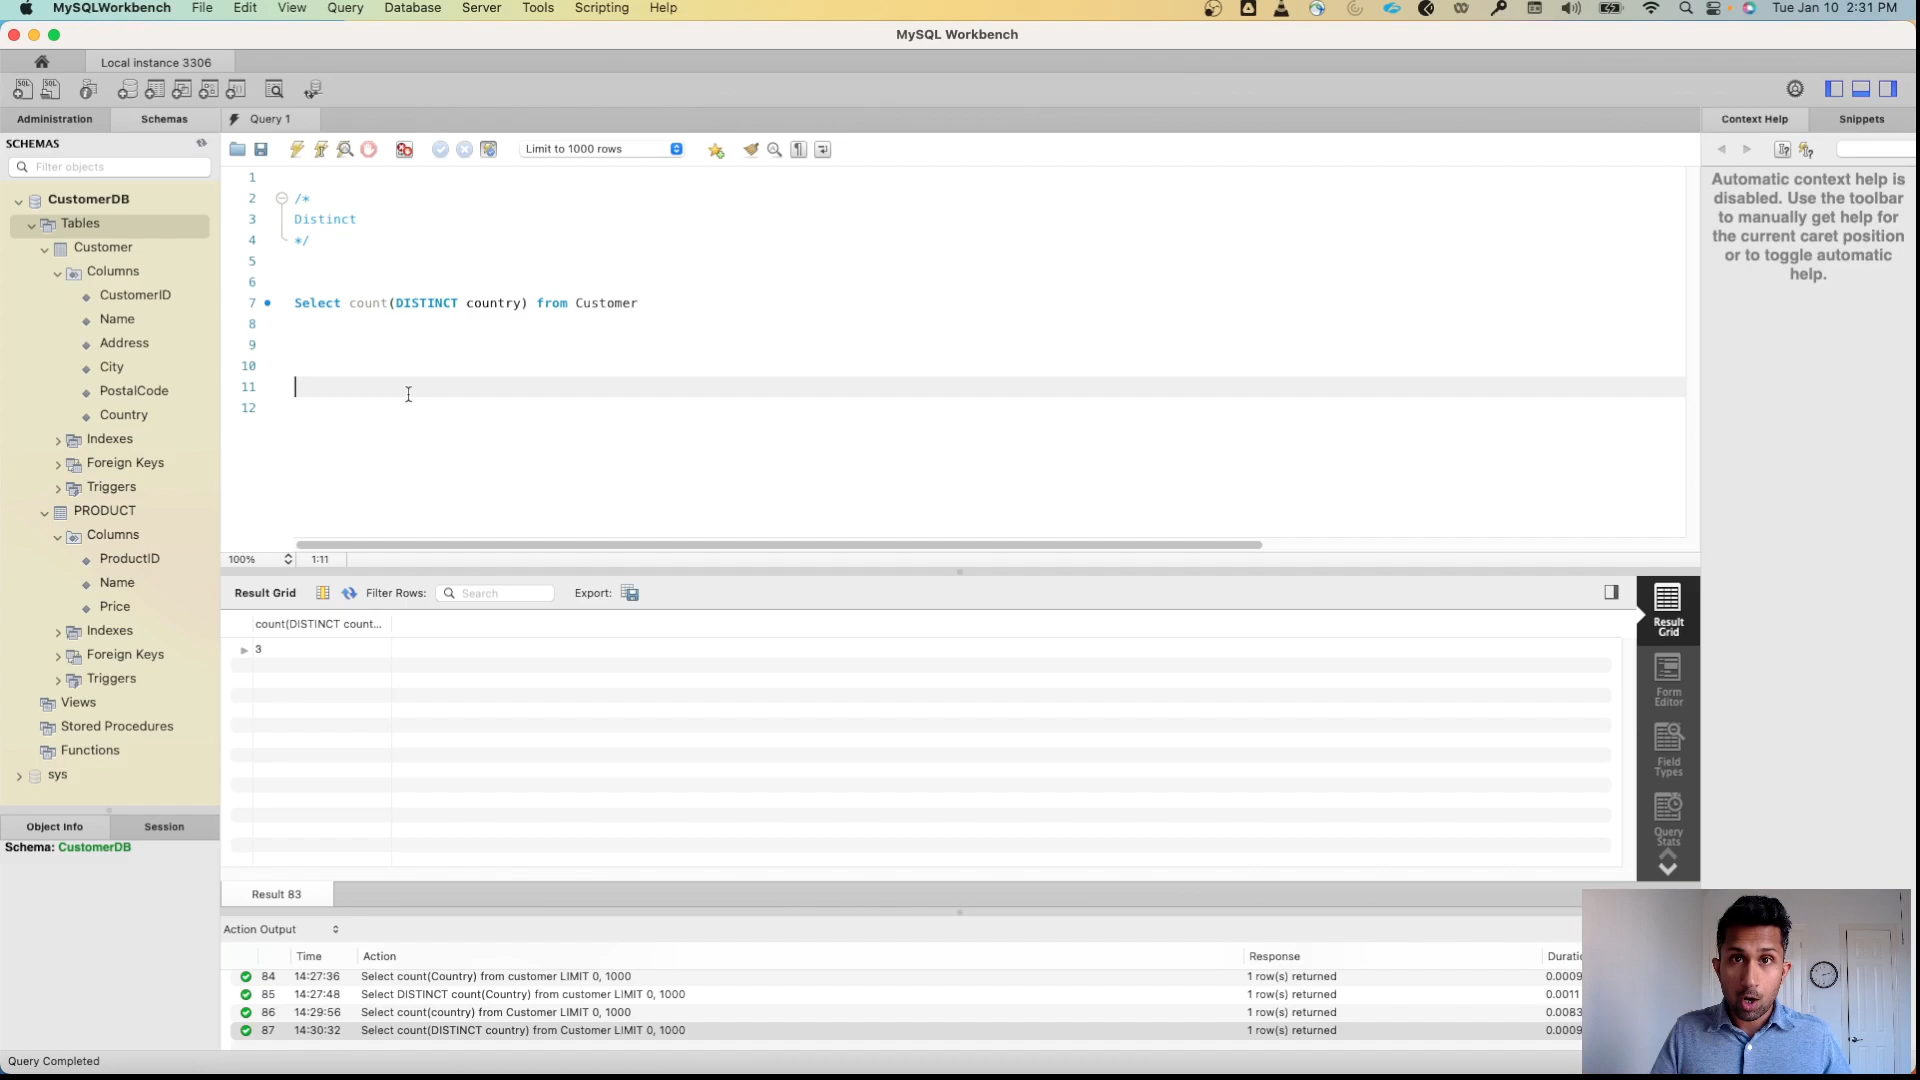 MySQLWorkbench File Edit View Query Database Server Tools Scripting Help Tue Jan 10 2:31 PM
MySQL Workbench
Local instance 3306
Administration Schemas Query 1 Context Help Snippets
SCHEMAS
Filter objects
Limit to 1000 rows
CustomerDB
Tables
Customer
Columns
CustomerID
Name
Address
City
PostalCode
Country
Indexes
Foreign Keys
Triggers
PRODUCT
Columns
ProductID
Name
Price
Indexes
Foreign Keys
Triggers
Views
Stored Procedures
Functions
sys
Object Info Session
Schema: CustomerDB
1
2 /*
3 Distinct
4 */
5
6
7 Select count(DISTINCT country) from Customer
8
9
10
11
12
100% 1:11
Automatic context help is
disabled. Use the toolbar
to manually get help for
the current caret position
or to toggle automatic
help.
Result Grid Filter Rows: Search Export:
count(DISTINCT count...
3
Result
Grid
Form
Editor
Field
Types
Query
Stats
Result 83
Action Output
Time Action Response Duratic
84 14:27:36 Select count(Country) from customer LIMIT 0, 1000 1 row(s) returned 0.0009
85 14:27:48 Select DISTINCT count(Country) from customer LIMIT 0, 1000 1 row(s) returned 0.0011
86 14:29:56 Select count(country) from customer LIMIT 0, 1000 1 row(s) returned 0.0083
87 14:30:32 Select count(DISTINCT country) from Customer LIMIT 0, 1000 1 row(s) returned 0.0009
Query Completed